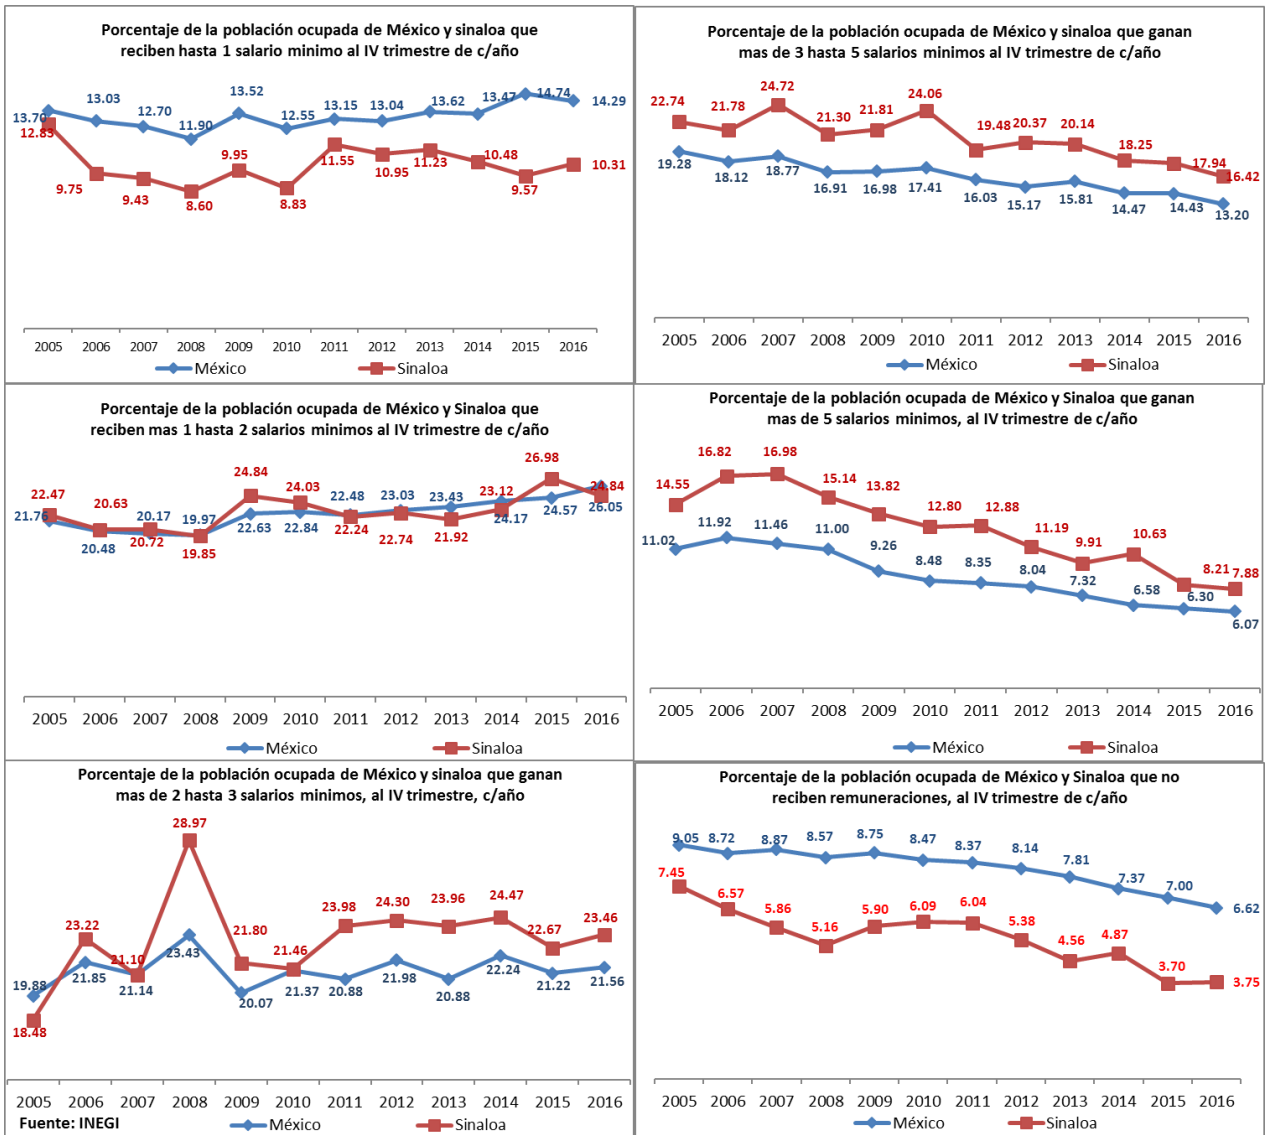 Porcentaje de la población ocupada de México y sinaloa que
reciben hasta 1 salario minimo al IV trimestre de c/año
13.70 13.03 12.70 11.90 13.52 12.55 13.15 13.04 13.62 13.47 14.74 14.29
12.83 9.75 9.43 8.60 9.95 8.83 11.55 10.95 11.23 10.48 9.57 10.31
2005 2006 2007 2008 2009 2010 2011 2012 2013 2014 2015 2016
México Sinaloa
Porcentaje de la población ocupada de México y sinaloa que ganan
mas de 3 hasta 5 salarios minimos al IV trimestre de c/año
22.74 21.78 24.72 21.30 21.81 24.06 19.48 20.37 20.14 18.25 17.94 16.42
19.28 18.12 18.77 16.91 16.98 17.41 16.03 15.17 15.81 14.47 14.43 13.20
2005 2006 2007 2008 2009 2010 2011 2012 2013 2014 2015 2016
México Sinaloa
Porcentaje de la población ocupada de México y Sinaloa que
reciben mas 1 hasta 2 salarios minimos al IV trimestre de c/año
22.47 20.63 20.72 19.85 24.84 24.03 22.24 22.74 21.92 23.12 26.98 24.84
21.76 20.48 20.17 19.97 22.63 22.84 22.48 23.03 23.43 24.17 24.57 26.05
2005 2006 2007 2008 2009 2010 2011 2012 2013 2014 2015 2016
México Sinaloa
Porcentaje de la población ocupada de México y Sinaloa que ganan
mas de 5 salarios minimos, al IV trimestre de c/año
14.55 16.82 16.98 15.14 13.82 12.80 12.88 11.19 9.91 10.63 8.21 7.88
11.02 11.92 11.46 11.00 9.26 8.48 8.35 8.04 7.32 6.58 6.30 6.07
2005 2006 2007 2008 2009 2010 2011 2012 2013 2014 2015 2016
México Sinaloa
Porcentaje de la población ocupada de México y sinaloa que ganan
mas de 2 hasta 3 salarios minimos, al IV trimestre, c/año
18.48 23.22 21.10 28.97 21.80 21.46 23.98 24.30 23.96 24.47 22.67 23.46
19.88 21.85 21.14 23.43 20.07 21.37 20.88 21.98 20.88 22.24 21.22 21.56
2005 2006 2007 2008 2009 2010 2011 2012 2013 2014 2015 2016
Fuente: INEGI México Sinaloa
Porcentaje de la población ocupada de México y Sinaloa que no
reciben remuneraciones, al IV trimestre de c/año
9.05 8.72 8.87 8.57 8.75 8.47 8.37 8.14 7.81 7.37 7.00 6.62
7.45 6.57 5.86 5.16 5.90 6.09 6.04 5.38 4.56 4.87 3.70 3.75
2005 2006 2007 2008 2009 2010 2011 2012 2013 2014 2015 2016
México Sinaloa